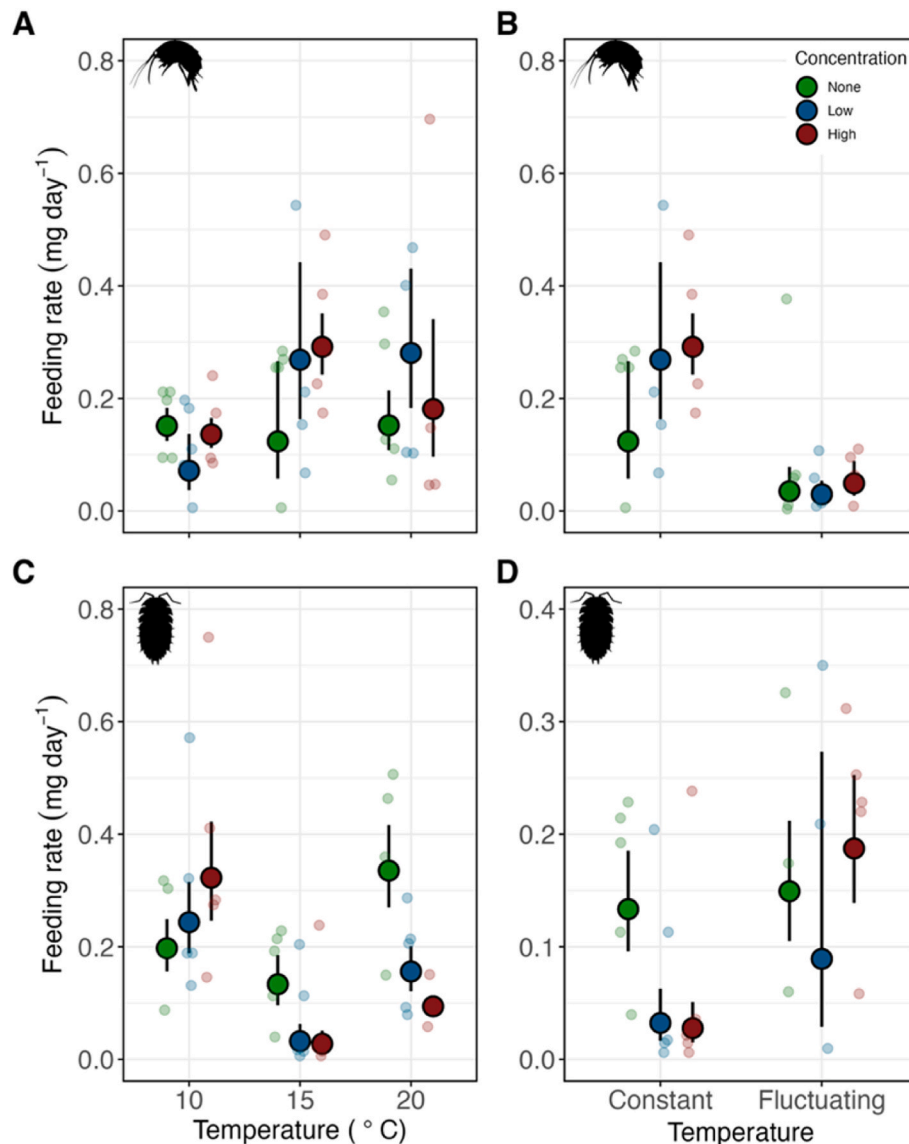 A
B
0.8
0.6
0.4
0.2
0.0
Feeding rate (mg day⁻¹)
0.8
0.6
0.4
0.2
0.0
Concentration
None
Low
High
C
D
0.8
0.6
0.4
0.2
0.0
Feeding rate (mg day⁻¹)
10
15
20
Temperature ( ° C)
0.4
0.3
0.2
0.1
0.0
Constant
Fluctuating
Temperature